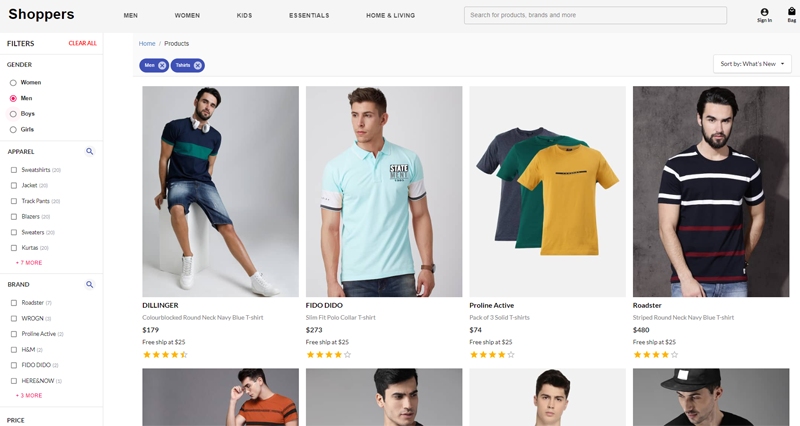 Shoppers
MEN
WOMEN
KIDS
ESSENTIALS
HOME & LIVING
Search for products, brands and more
Sign In
Bag
FILTERS
CLEAR ALL
Home / Products
Men
Tshirts
Sort by: What's New
GENDER
Women
Men
Boys
Girls
APPAREL
Sweatshirts (20)
Jacket (20)
Track Pants (20)
Blazers (20)
Sweaters (20)
Kurtas (20)
+ 7 MORE
BRAND
Roadster (7)
WROGN (3)
Proline Active (2)
H&M (2)
FIDO DIDO (2)
HERE&NOW (1)
+ 3 MORE
PRICE
STATE
MENE
DILLINGER
Colourblocked Round Neck Navy Blue T-shirt
$179
Free ship at $25
FIDO DIDO
Slim Fit Polo Collar T-shirt
$273
Free ship at $25
Proline Active
Pack of 3 Solid T-shirts
$74
Free ship at $25
Roadster
Striped Round Neck Navy Blue T-shirt
$480
Free ship at $25